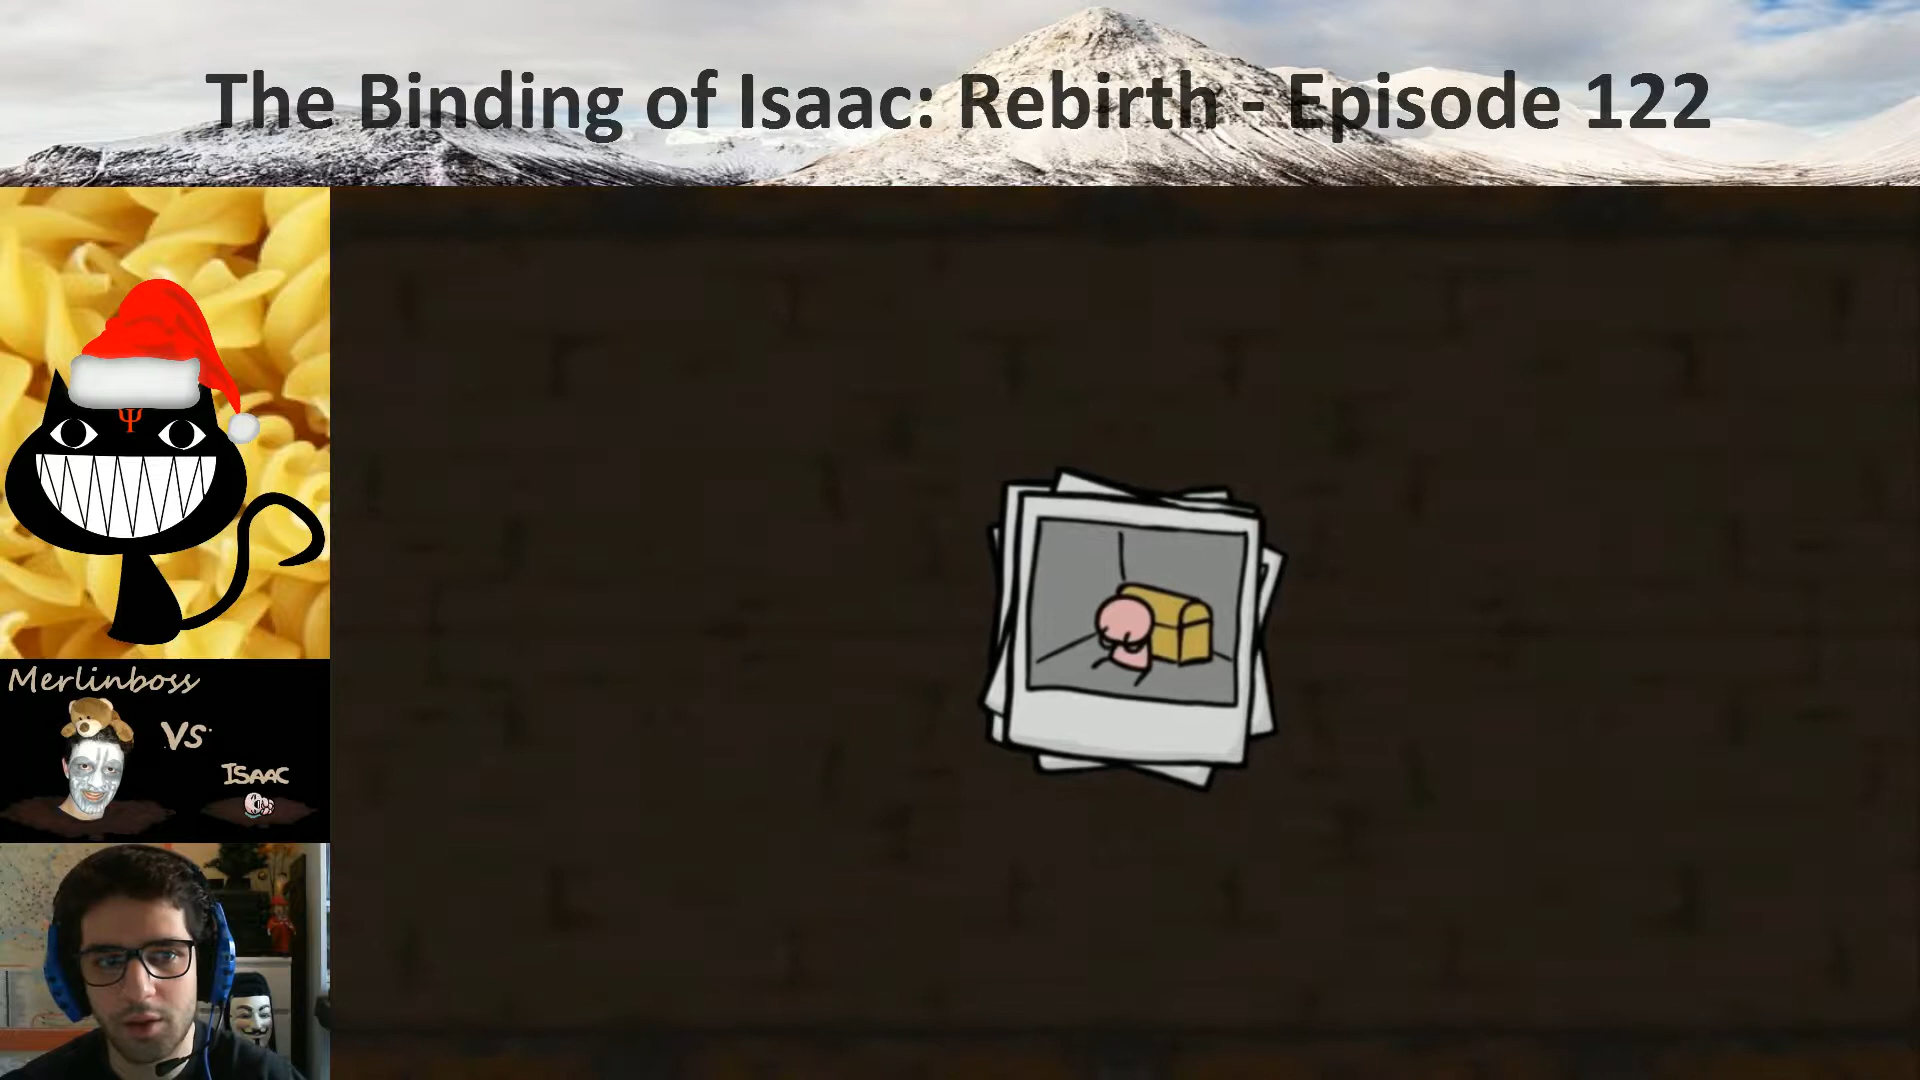 The Binding of Isaac: Rebirth - Episode 122
Ψ
Merlinboss
VS
ISAAC